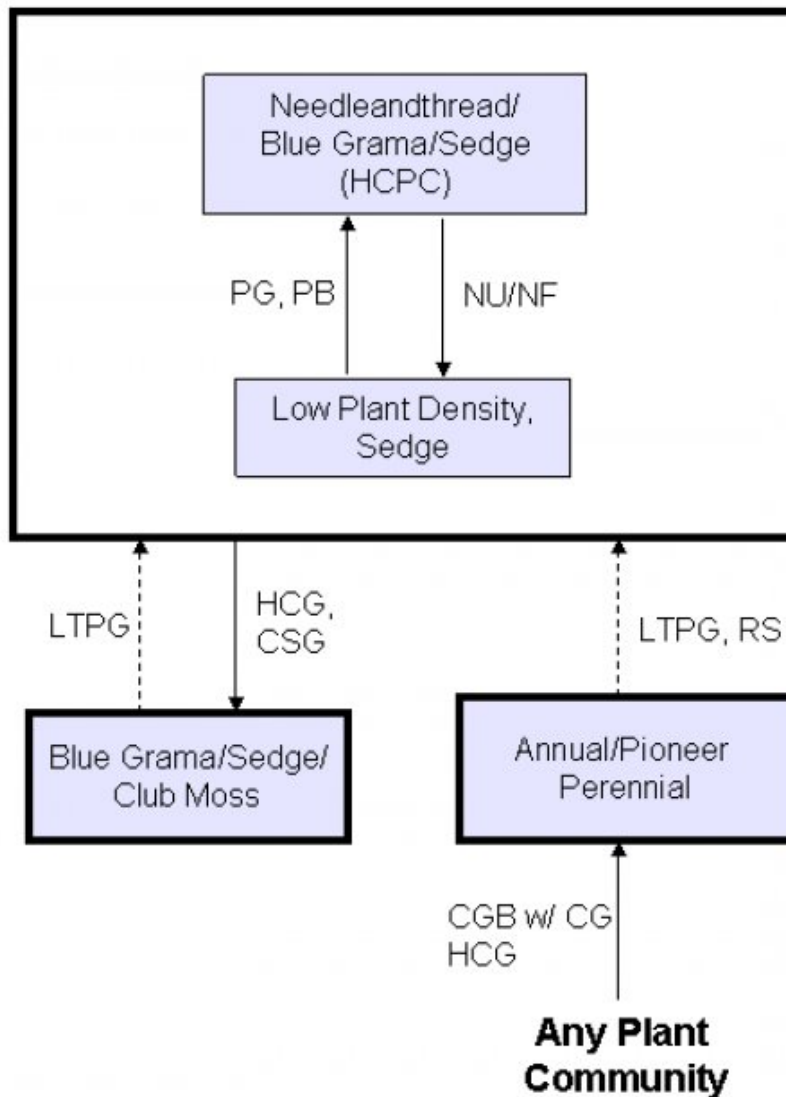 Needleandthread/
Blue Grama/Sedge
(HCPC)
PG, PB
NU/NF
Low Plant Density,
Sedge
LTPG
HCG,
CSG
LTPG, RS
Blue Grama/Sedge/
Club Moss
Annual/Pioneer
Perennial
CGB w/ CG
HCG
Any Plant
Community